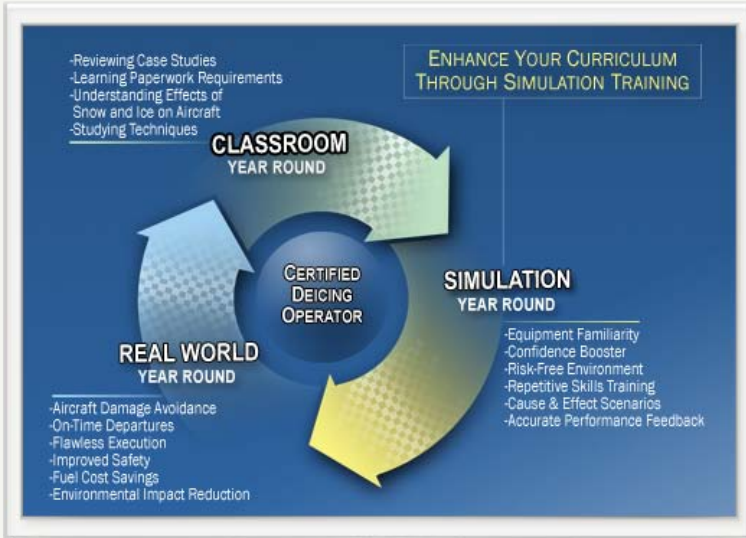 -Reviewing Case Studies
-Learning Paperwork Requirements
-Understanding Effects of
Snow and Ice on Aircraft
-Studying Techniques
ENHANCE YOUR CURRICULUM
THROUGH SIMULATION TRAINING
CLASSROOM
YEAR ROUND
CERTIFIED
DEICING
OPERATOR
SIMULATION
YEAR ROUND
-Equipment Familiarity
-Confidence Booster
-Risk-Free Environment
-Repetitive Skills Training
-Cause & Effect Scenarios
-Accurate Performance Feedback
REAL WORLD
YEAR ROUND
-Aircraft Damage Avoidance
-On-Time Departures
-Flawless Execution
-Improved Safety
-Fuel Cost Savings
-Environmental Impact Reduction